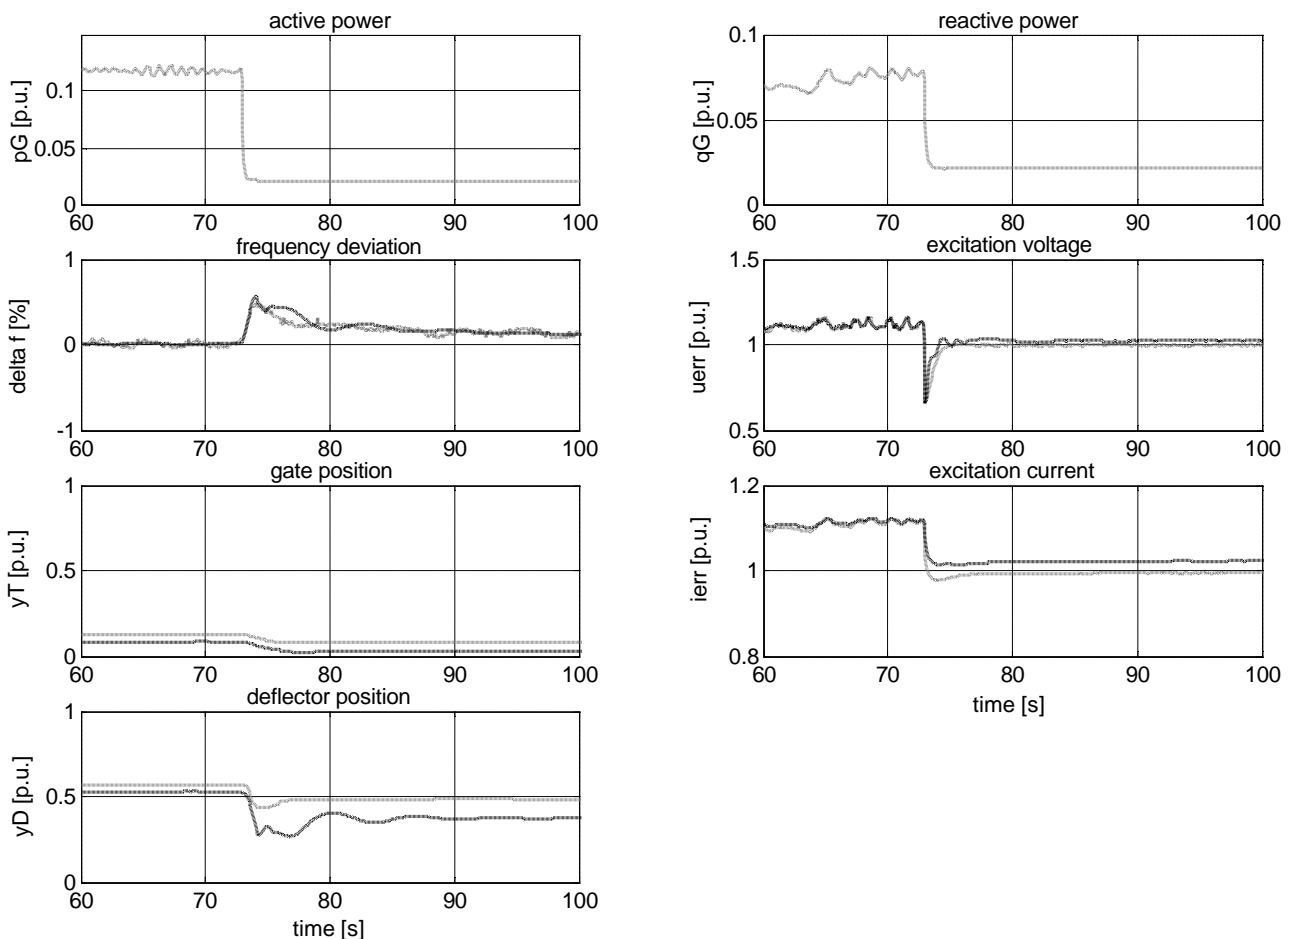 active power
pG [p.u.]
0.1
0.05
0
60 70 80 90 100
frequency deviation
delta f [%]
1
0
-1
60 70 80 90 100
gate position
yT [p.u.]
1
0.5
0
60 70 80 90 100
deflector position
yD [p.u.]
1
0.5
0
60 70 80 90 100
time [s]
reactive power
qG [p.u.]
0.1
0.05
0
60 70 80 90 100
excitation voltage
uerr [p.u.]
1.5
1
0.5
60 70 80 90 100
excitation current
ierr [p.u.]
1.2
1
0.8
60 70 80 90 100
time [s]